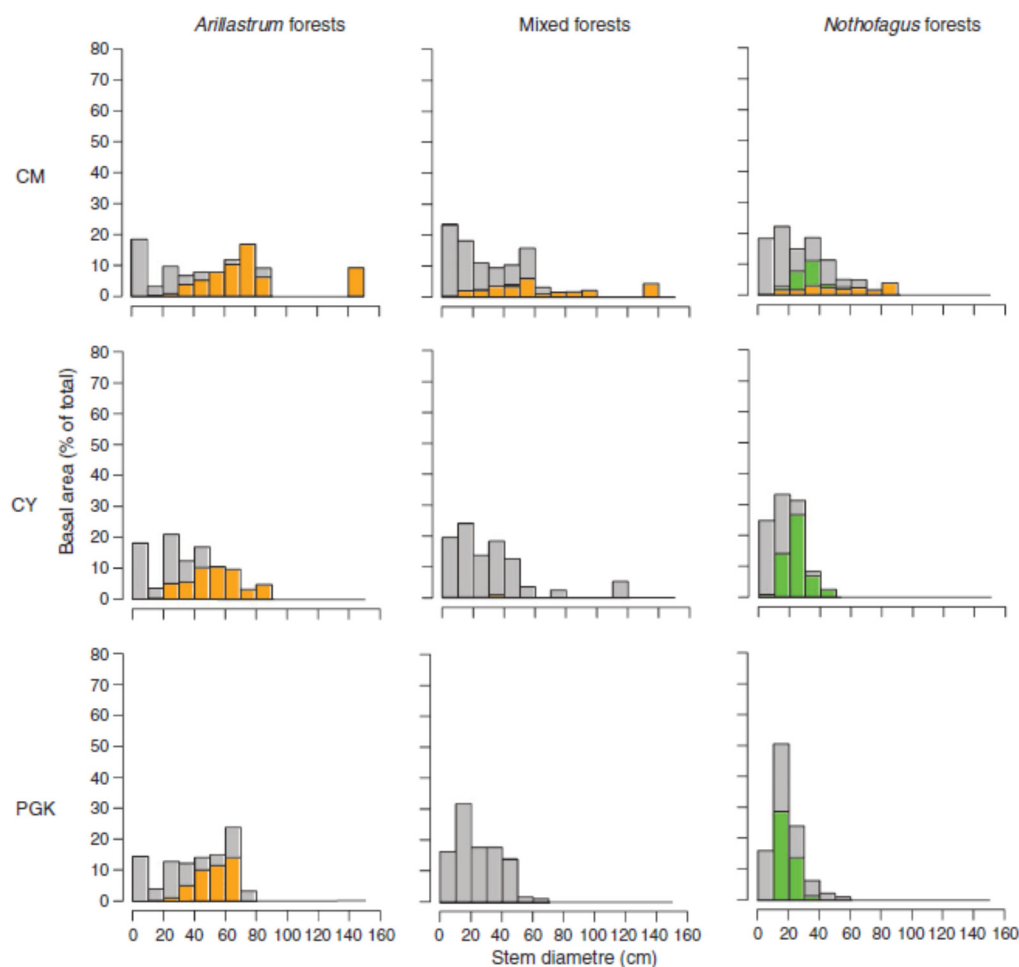 Arillastrum forests
Mixed forests
Nothofagus forests
CM
80
70
60
50
40
30
20
10
0
CY
Basal area (% of total)
80
70
60
50
40
30
20
10
0
PGK
80
70
60
50
40
30
20
10
0
0 20 40 60 80 100 120 140 160
0 20 40 60 80 100 120 140 160
0 20 40 60 80 100 120 140 160
Stem diametre (cm)